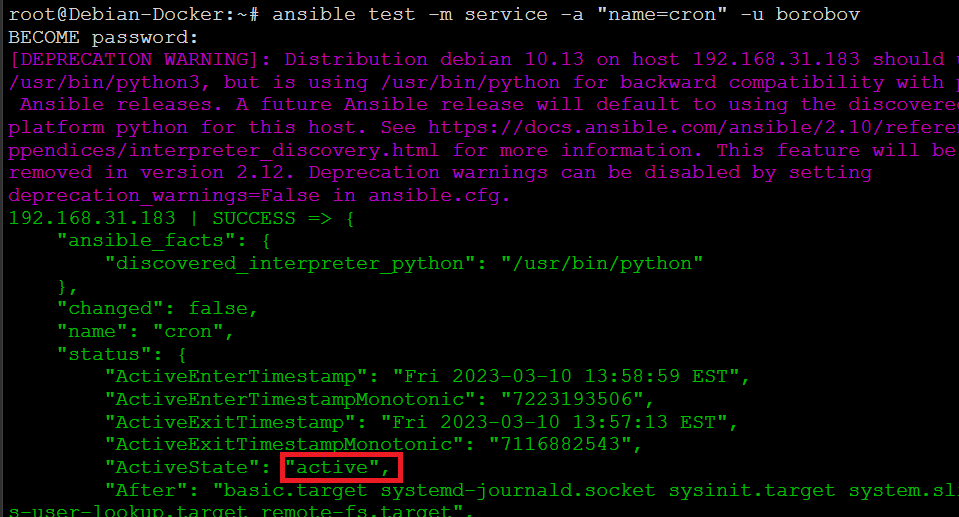 root@Debian-Docker:~# ansible test -m service -a "name=cron" -u borobov
BECOME password:
[DEPRECATION WARNING]: Distribution debian 10.13 on host 192.168.31.183 should
/usr/bin/python3, but is using /usr/bin/python for backward compatibility with
Ansible releases. A future Ansible release will default to using the discovered
platform python for this host. See https://docs.ansible.com/ansible/2.10/referen
ppendices/interpreter_discovery.html for more information. This feature will be
removed in version 2.12. Deprecation warnings can be disabled by setting
deprecation_warnings=False in ansible.cfg.
192.168.31.183 | SUCCESS => {
    "ansible_facts": {
        "discovered_interpreter_python": "/usr/bin/python"
    },
    "changed": false,
    "name": "cron",
    "status": {
        "ActiveEnterTimestamp": "Fri 2023-03-10 13:58:59 EST",
        "ActiveEnterTimestampMonotonic": "7223193506",
        "ActiveExitTimestamp": "Fri 2023-03-10 13:57:13 EST",
        "ActiveExitTimestampMonotonic": "7116882543",
        "ActiveState": "active",
        "After": "basic.target systemd-journald.socket sysinit.target system.sli
s-user-lookup.target remote-fs.target",